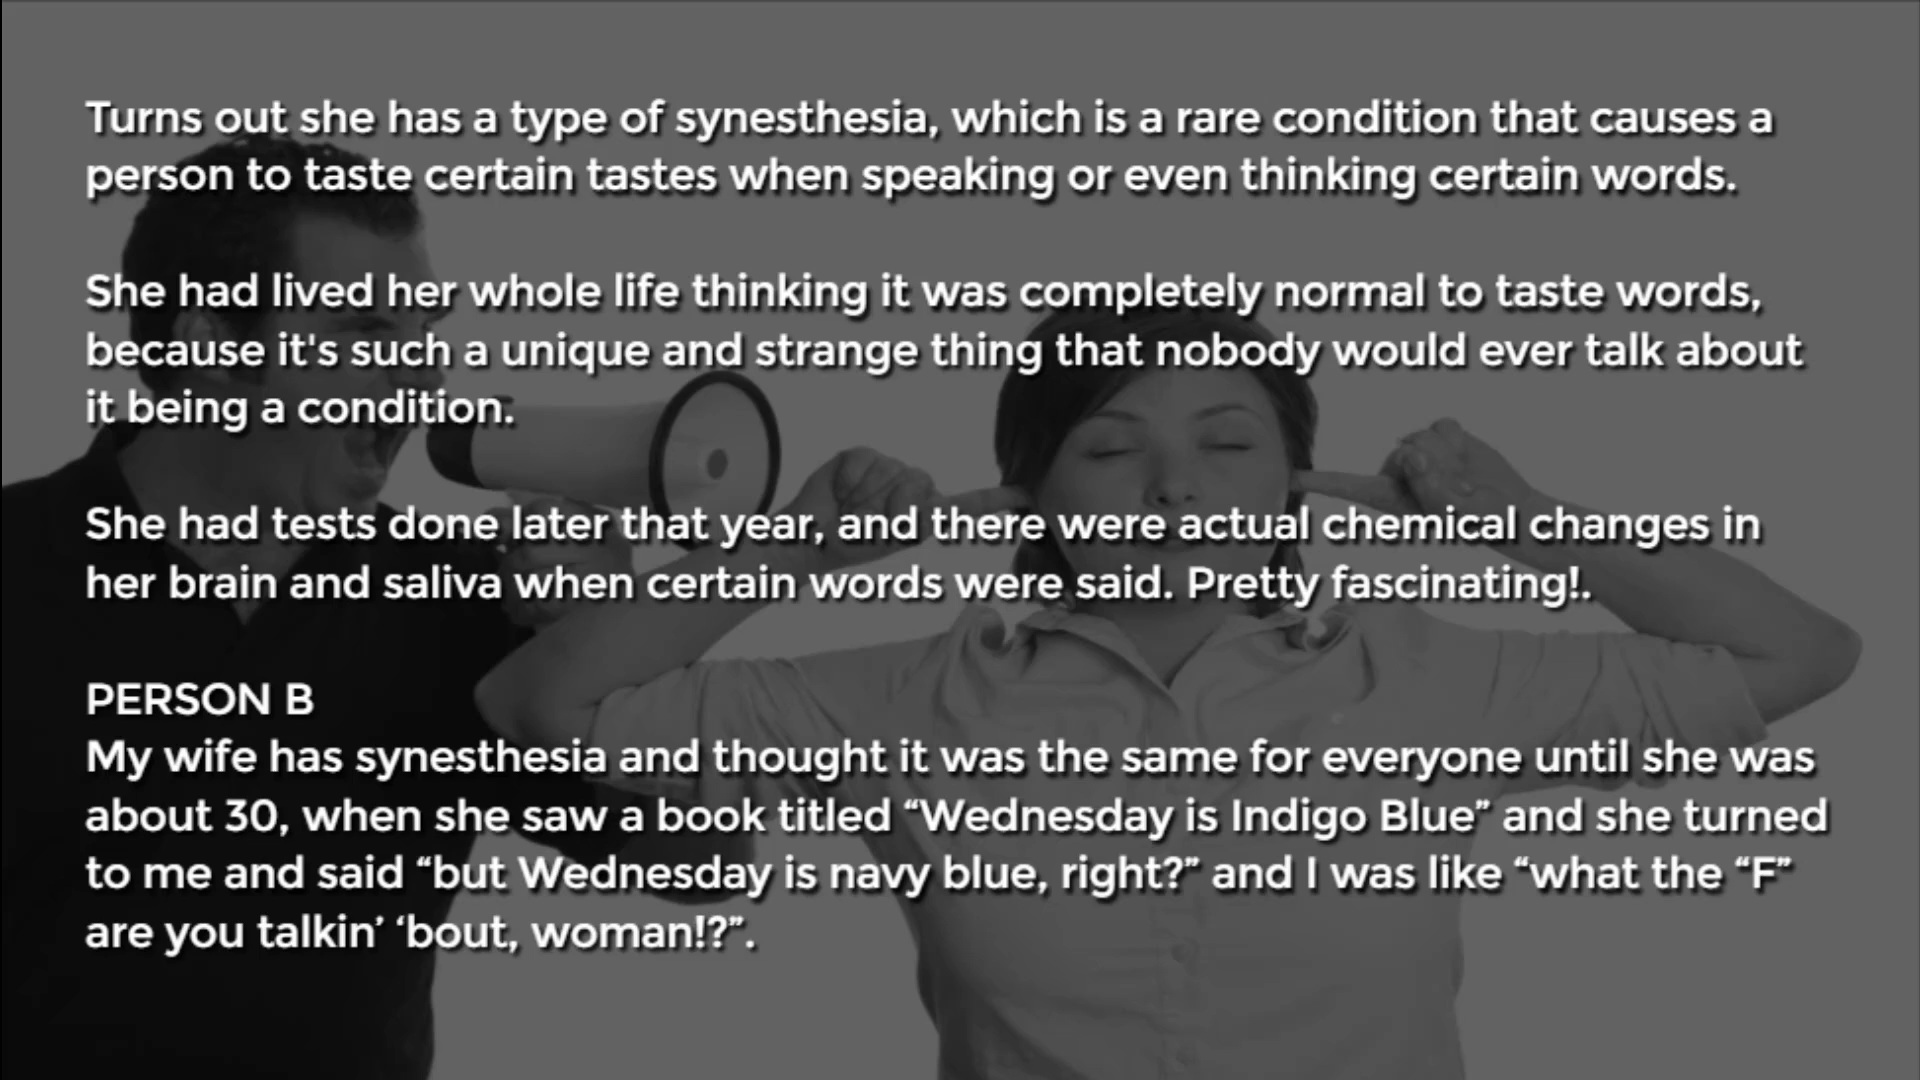 Turns out she has a type of synesthesia, which is a rare condition that causes a
person to taste certain tastes when speaking or even thinking certain words.
She had lived her whole life thinking it was completely normal to taste words,
because it's such a unique and strange thing that nobody would ever talk about
it being a condition.
She had tests done later that year, and there were actual chemical changes in
her brain and saliva when certain words were said. Pretty fascinating!.
PERSON B
My wife has synesthesia and thought it was the same for everyone until she was
about 30, when she saw a book titled “Wednesday is Indigo Blue” and she turned
to me and said “but Wednesday is navy blue, right?” and I was like “what the “F”
are you talkin’ ‘bout, woman!?”.